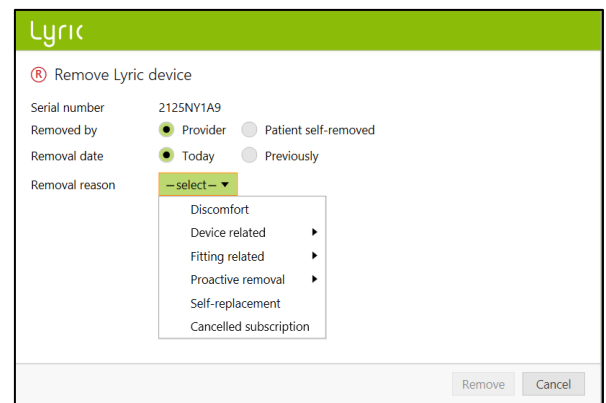 Lyric
R Remove Lyric device
Serial number 2125NY1A9
Removed by Provider Patient self-removed
Removal date Today Previously
Removal reason –select–
Discomfort
Device related
Fitting related
Proactive removal
Self-replacement
Cancelled subscription
Remove Cancel